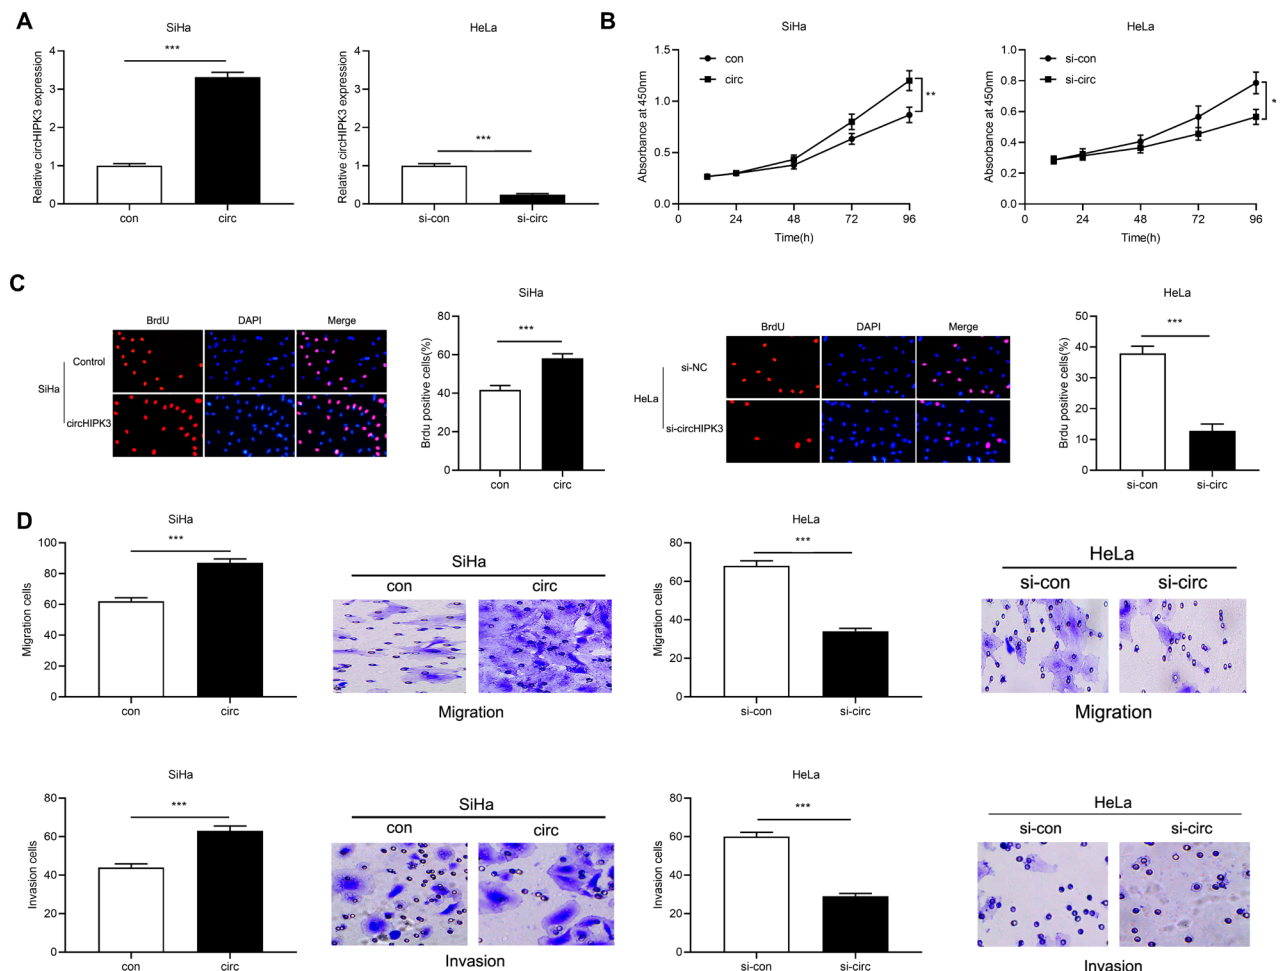 A
SiHa
Relative circHIPK3 expression
4
3
2
1
0
***
con
circ
HeLa
Relative circHIPK3 expression
4
3
2
1
0
***
si-con
si-circ
B
SiHa
Absorbance at 450nm
1.5
1.0
0.5
0.0
con
circ
**
0
24
48
72
96
Time(h)
HeLa
Absorbance at 450nm
1.0
0.8
0.6
0.4
0.2
0.0
si-con
si-circ
*
0
24
48
72
96
Time(h)
C
BrdU
DAPI
Merge
SiHa
Control
circHIPK3
SiHa
Brdu positive cells(%)
80
60
40
20
0
***
con
circ
BrdU
DAPI
Merge
HeLa
si-NC
si-circHIPK3
HeLa
Brdu positive cells(%)
50
40
30
20
10
0
***
si-con
si-circ
D
SiHa
Migration cells
100
80
60
40
20
0
***
con
circ
SiHa
con
circ
Migration
HeLa
Migration cells
80
60
40
20
0
***
si-con
si-circ
HeLa
si-con
si-circ
Migration
SiHa
Invasion cells
80
60
40
20
0
***
con
circ
SiHa
con
circ
Invasion
HeLa
Invasion cells
80
60
40
20
0
***
si-con
si-circ
HeLa
si-con
si-circ
Invasion